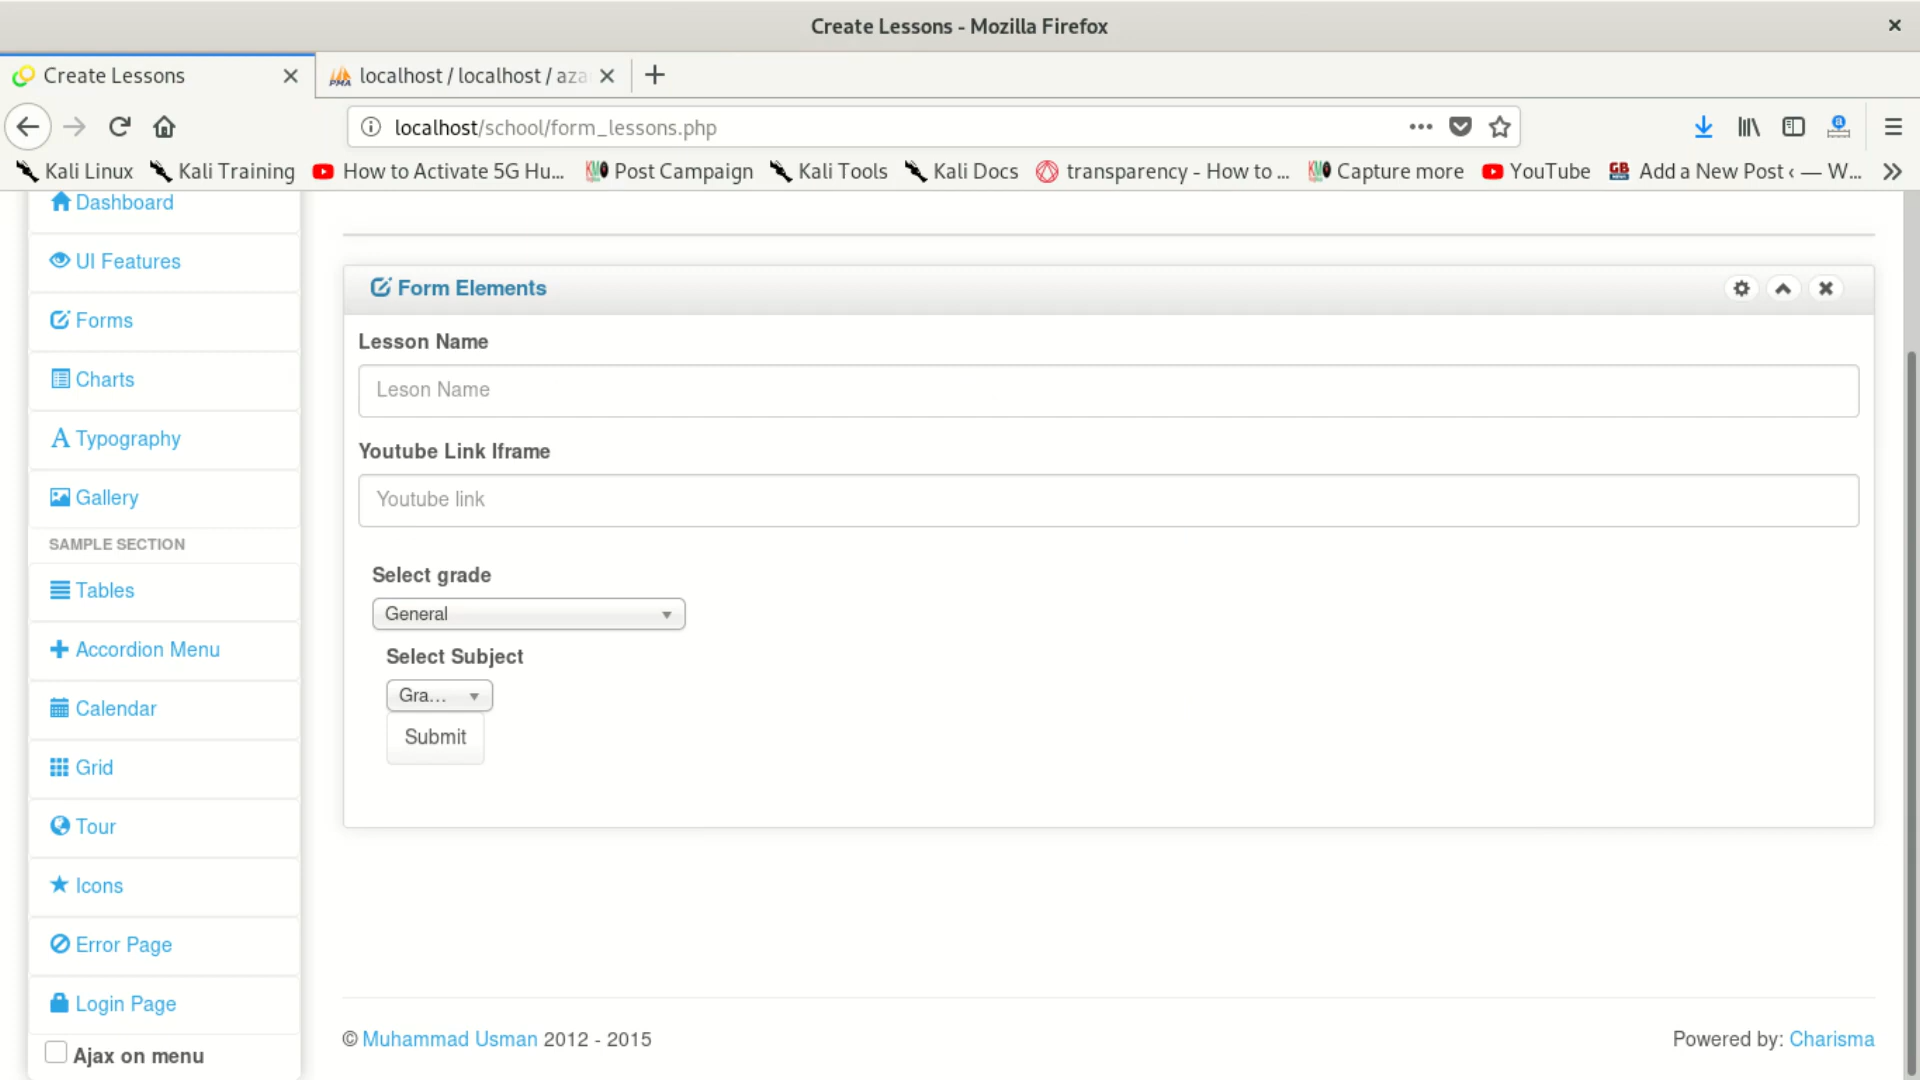 Create Lessons - Mozilla Firefox
Create Lessons
localhost / localhost / aza
localhost/school/form_lessons.php
Kali Linux
Kali Training
How to Activate 5G Hu...
Post Campaign
Kali Tools
Kali Docs
transparency - How to ...
Capture more
YouTube
Add a New Post ‹ — W...
Dashboard
UI Features
Forms
Charts
Typography
Gallery
SAMPLE SECTION
Tables
Accordion Menu
Calendar
Grid
Tour
Icons
Error Page
Login Page
Ajax on menu
Form Elements
Lesson Name
Leson Name
Youtube Link Iframe
Youtube link
Select grade
General
Select Subject
Gra...
Submit
© Muhammad Usman 2012 - 2015
Powered by: Charisma